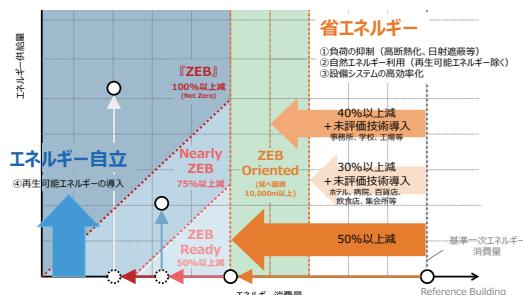 エネルギー供給量
省エネルギー
①負荷の抑制（高断熱化、日射遮蔽等）
②自然エネルギー利用（再生可能エネルギー除く）
③設備システムの高効率化
『ZEB』
100%以上減
(Net Zero)
40%以上減
＋未評価技術導入
事務所、学校、工場等
エネルギー自立
④再生可能エネルギーの導入
Nearly
ZEB
75%以上減
ZEB
Oriented
(延べ面積
10,000㎡以上)
30%以上減
＋未評価技術導入
ホテル、病院、百貨店、
飲食店、集会所等
ZEB
Ready
50%以上減
50%以上減
基準一次エネルギー
消費量
エネルギー消費量
Reference Building